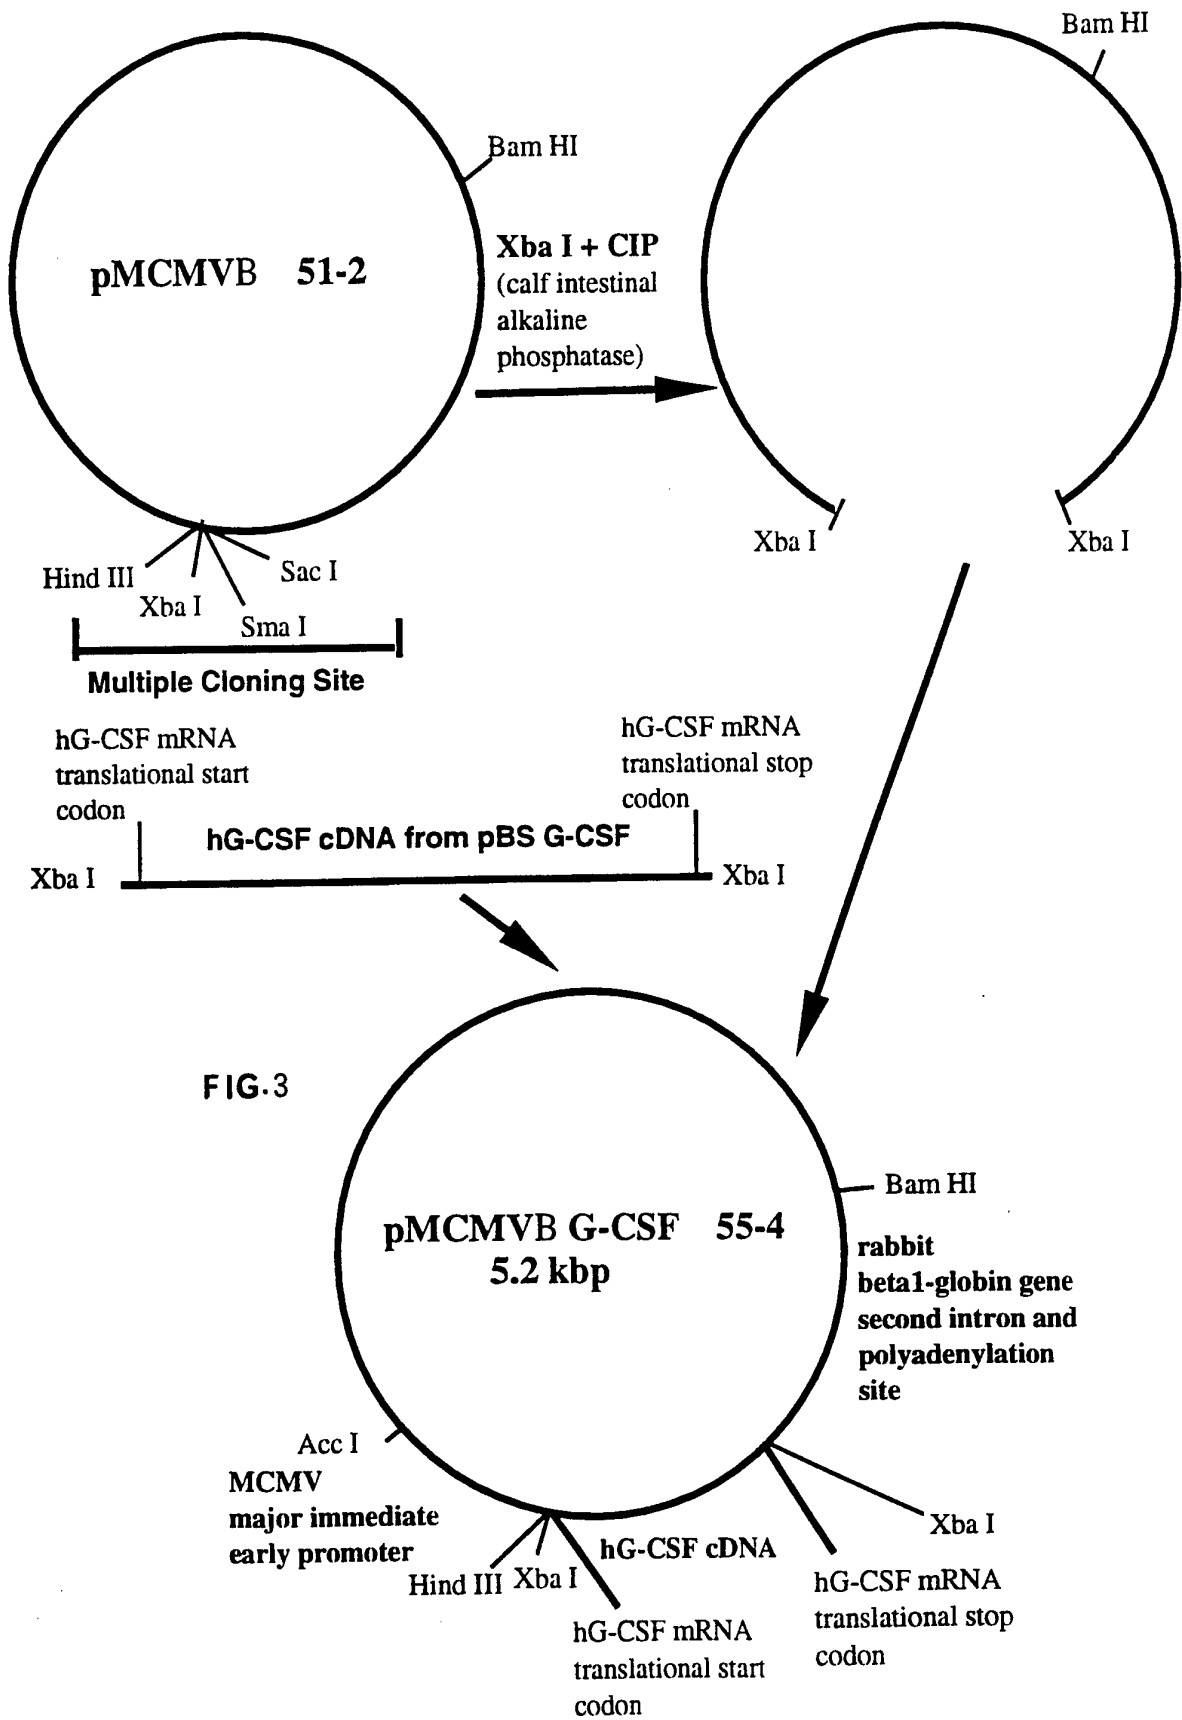 Bam HI
pMCMVB 51-2
Xba I + CIP
(calf intestinal
alkaline
phosphatase)
Bam HI
Xba I
Xba I
Hind III
Xba I
Sma I
Sac I
Multiple Cloning Site
hG-CSF mRNA
translational start
codon
hG-CSF mRNA
translational stop
codon
hG-CSF cDNA from pBS G-CSF
Xba I
Xba I
FIG.3
pMCMVB G-CSF 55-4
5.2 kbp
Bam HI
rabbit
beta1-globin gene
second intron and
polyadenylation
site
Acc I
MCMV
major immediate
early promoter
Hind III
Xba I
hG-CSF cDNA
Xba I
hG-CSF mRNA
translational start
codon
hG-CSF mRNA
translational stop
codon